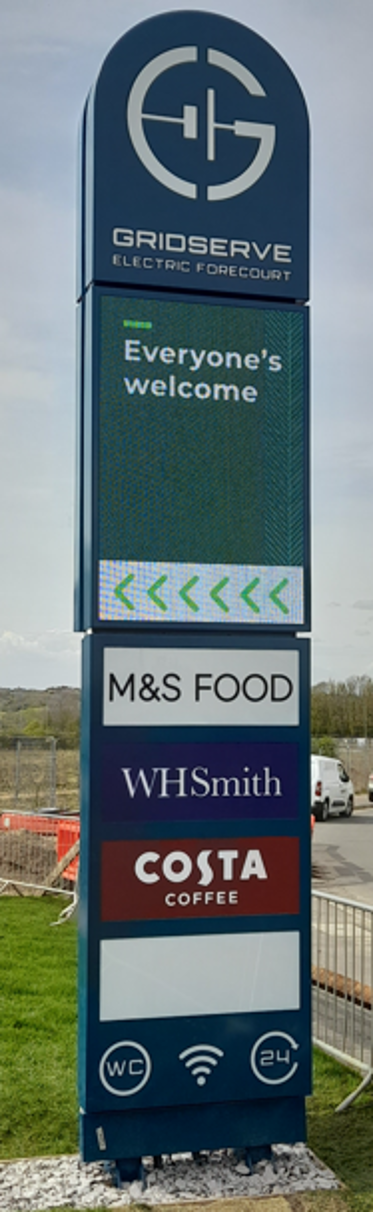 GRIDSERVE
ELECTRIC FORECOURT
Everyone's
welcome
M&S FOOD
WHSmith
COSTA
COFFEE
WC
24